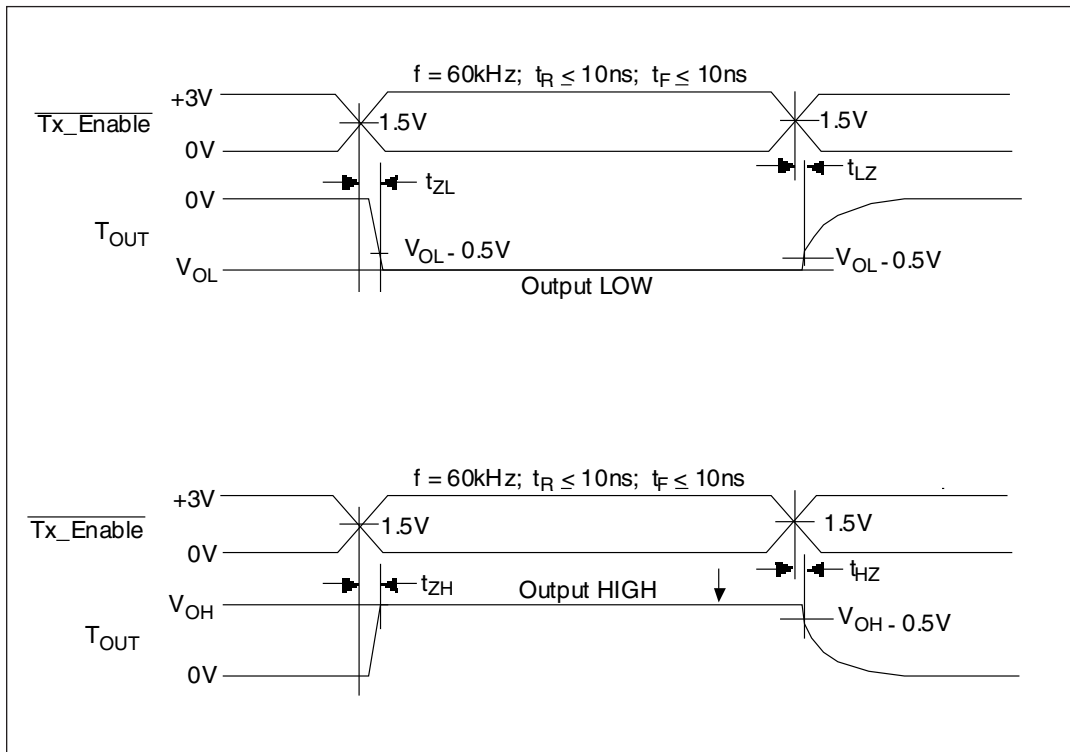 f = 60kHz; tR ≤ 10ns; tF ≤ 10ns
+3V
Tx_Enable
1.5V
1.5V
0V
tZL
tLZ
0V
TOUT
VOL - 0.5V
VOL - 0.5V
VOL
Output LOW
f = 60kHz; tR ≤ 10ns; tF ≤ 10ns
+3V
Tx_Enable
1.5V
1.5V
0V
tZH
tHZ
Output HIGH
VOH
VOH - 0.5V
TOUT
0V